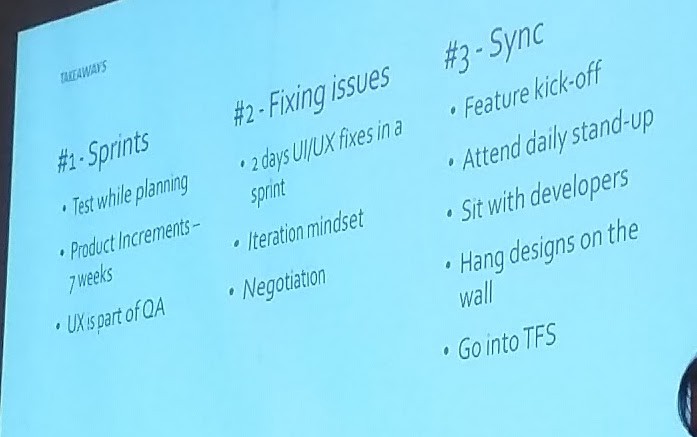 TAKEAWAYS
#1 - Sprints
• Test while planning
• Product Increments –
7 weeks
• UX is part of QA
#2 - Fixing issues
• 2 days UI/UX fixes in a
sprint
• Iteration mindset
• Negotiation
#3 - Sync
• Feature kick-off
• Attend daily stand-up
• Sit with developers
• Hang designs on the
wall
• Go into TFS